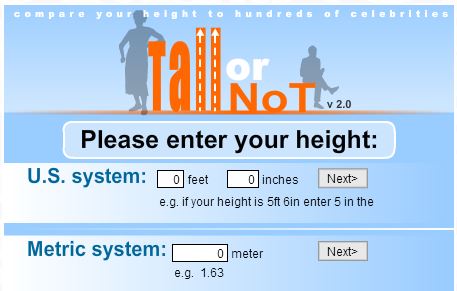 compare your height to hundreds of celebrities
Tall or
NoT v 2.0
Please enter your height:
U.S. system: 0 feet 0 inches Next>
e.g. if your height is 5ft 6in enter 5 in the
Metric system: 0 meter Next>
e.g. 1.63